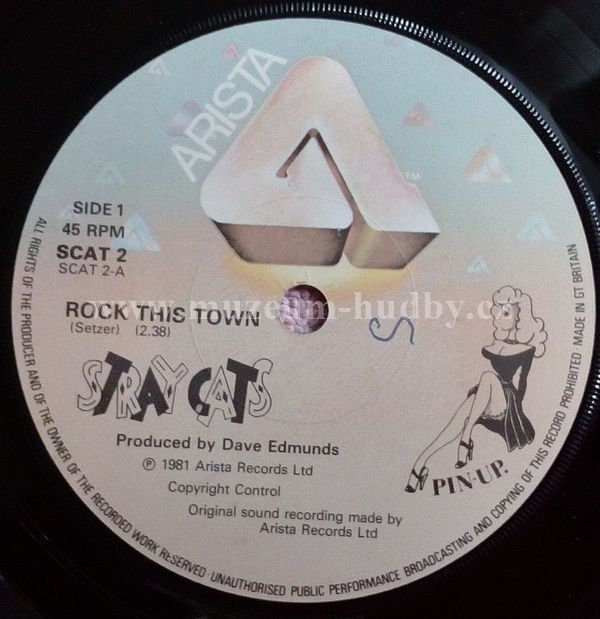 ARISTA
TM
SIDE 1
45 RPM
SCAT 2
SCAT 2-A
ROCK THIS TOWN
(Setzer) (2.38)
STRAY CATS
Produced by Dave Edmunds
℗ 1981 Arista Records Ltd
Copyright Control
Original sound recording made by
Arista Records Ltd
PIN-UP.
S
www.muzeum-hudby.cz
ALL RIGHTS OF THE PRODUCER AND OF THE OWNER OF THE RECORDED WORK RESERVED · UNAUTHORISED PUBLIC PERFORMANCE BROADCASTING AND COPYING OF THIS RECORD PROHIBITED · MADE IN GT BRITAIN